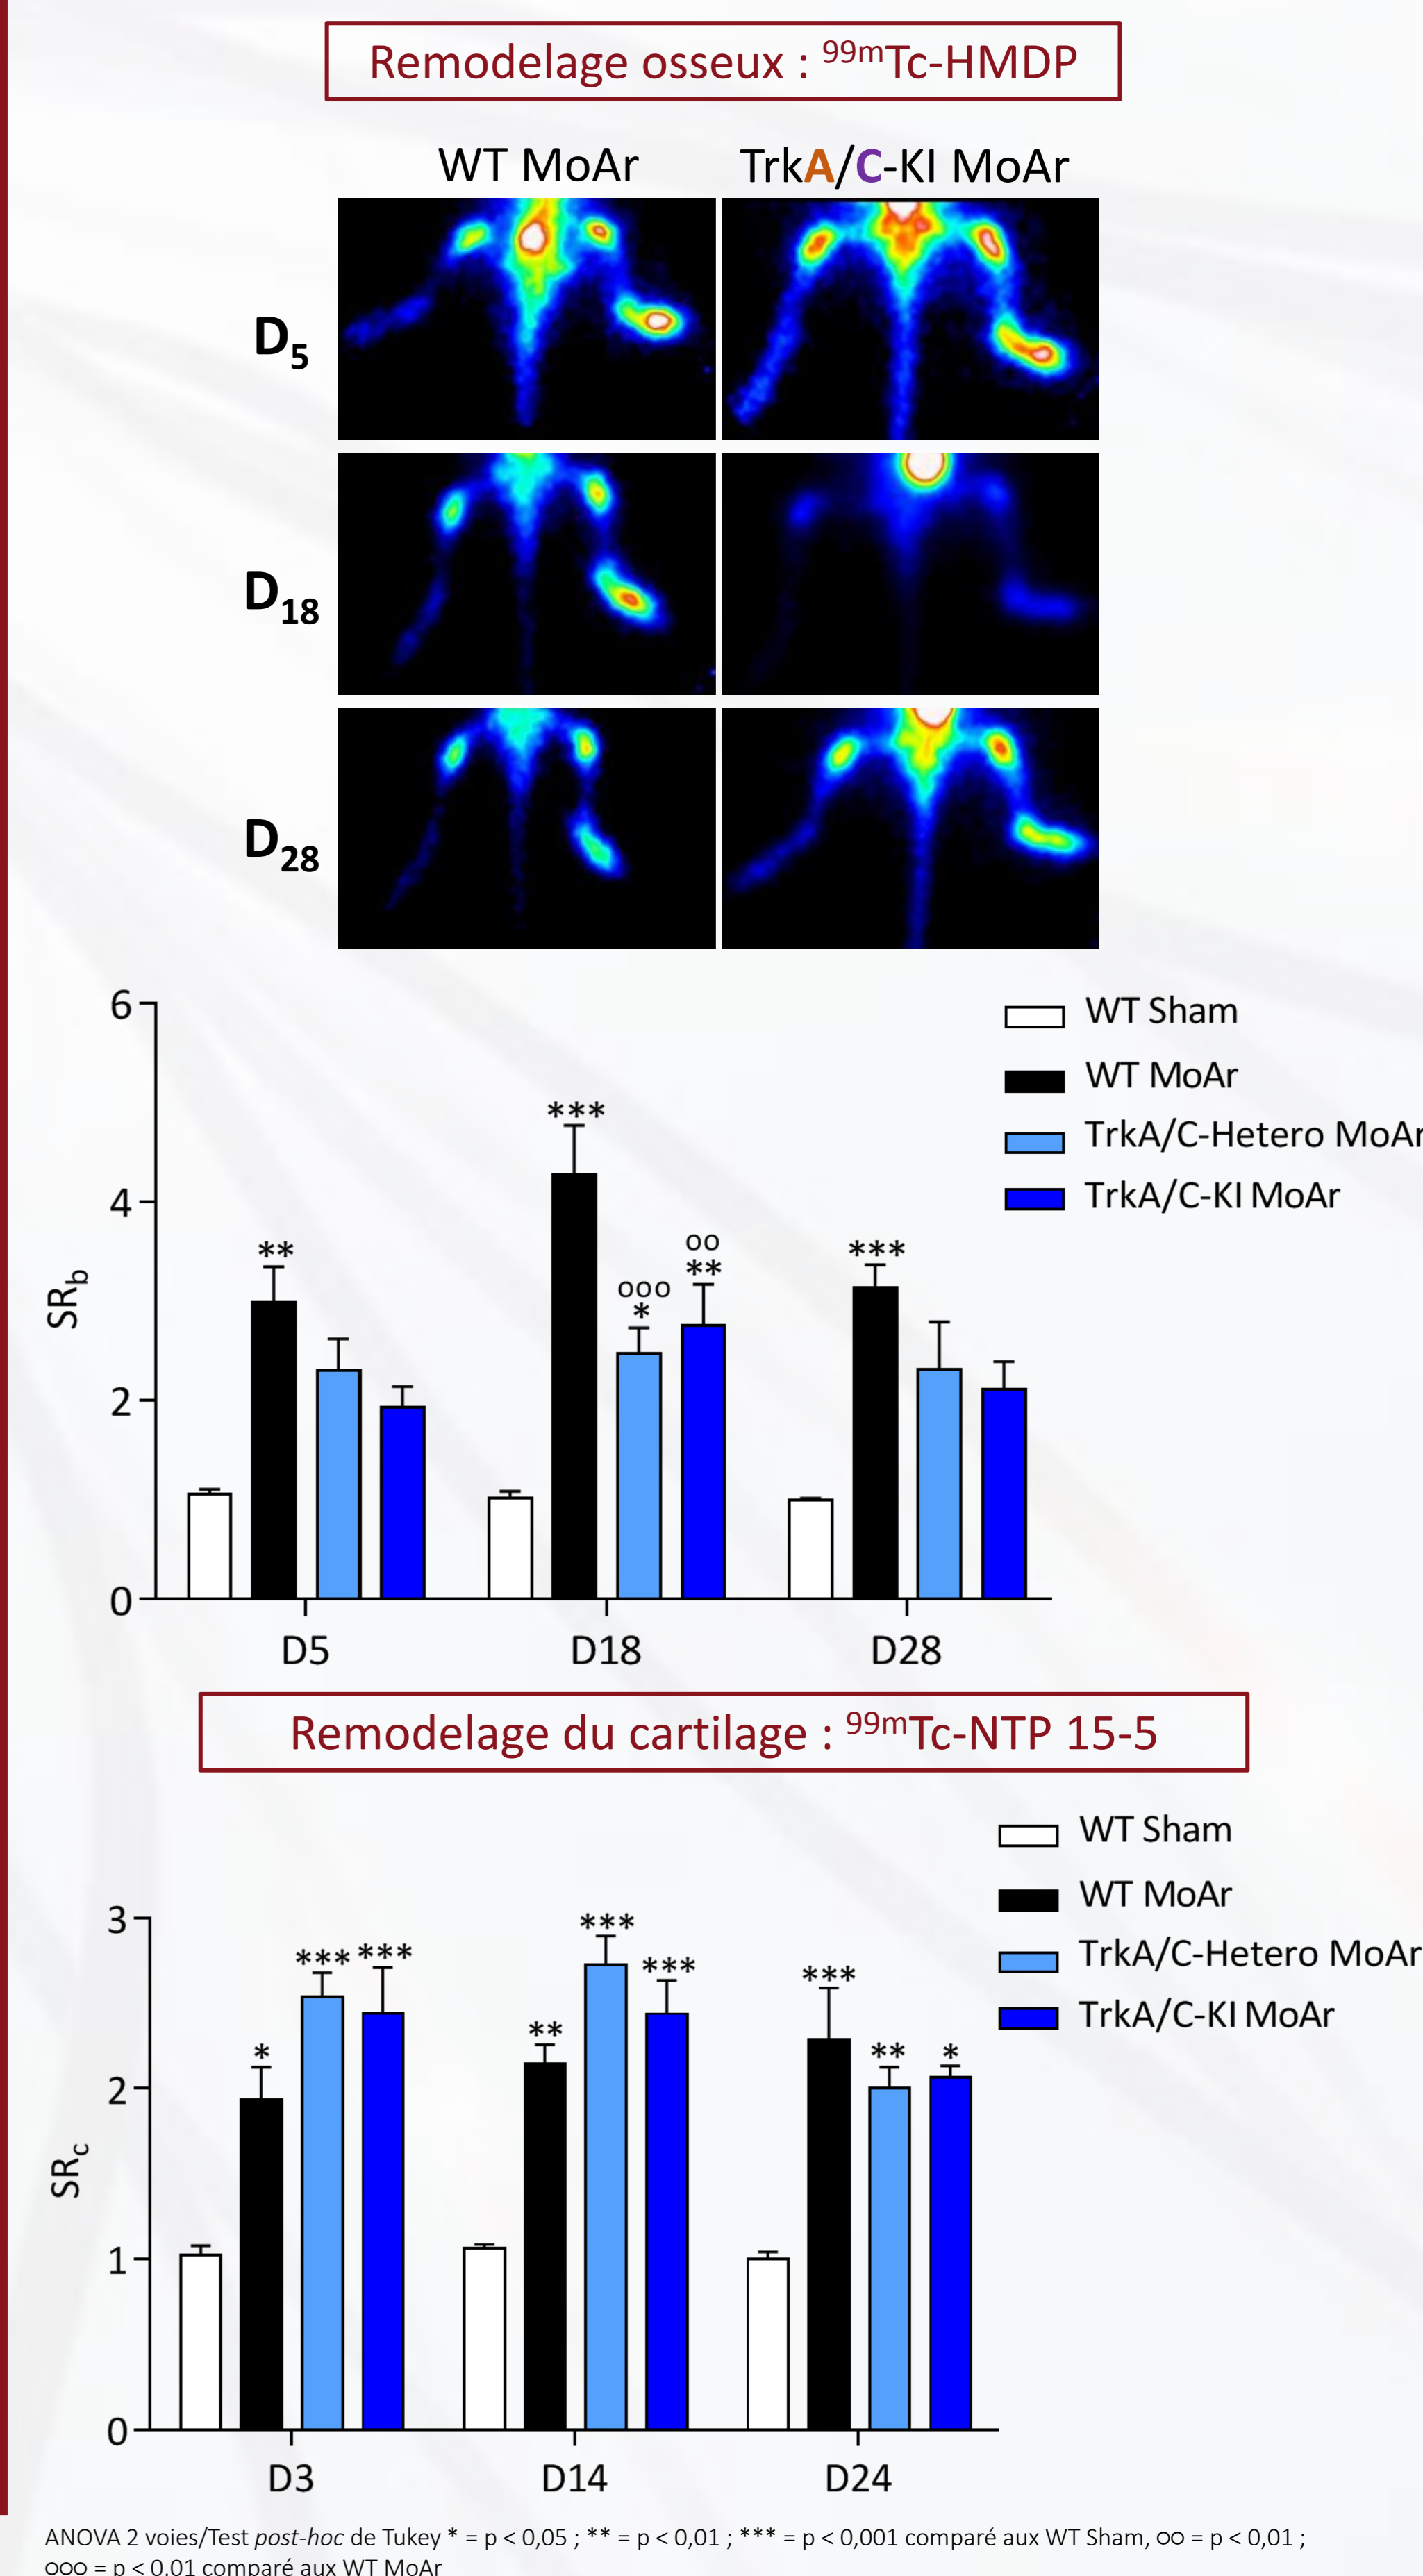 Remodelage osseux : 99mTc-HMDP
WT MoAr
TrkA/C-KI MoAr
D5
D18
D28
6
4
2
0
SRb
WT Sham
WT MoAr
TrkA/C-Hetero MoAr
TrkA/C-KI MoAr
**
***
ooo
*
oo
**
***
D5
D18
D28
Remodelage du cartilage : 99mTc-NTP 15-5
WT Sham
WT MoAr
TrkA/C-Hetero MoAr
TrkA/C-KI MoAr
3
2
1
0
SRc
*
***
***
**
***
***
***
**
*
D3
D14
D24
ANOVA 2 voies/Test post-hoc de Tukey * = p < 0,05 ; ** = p < 0,01 ; *** = p < 0,001 comparé aux WT Sham, oo = p < 0,01 ;
ooo = p < 0,01 comparé aux WT MoAr